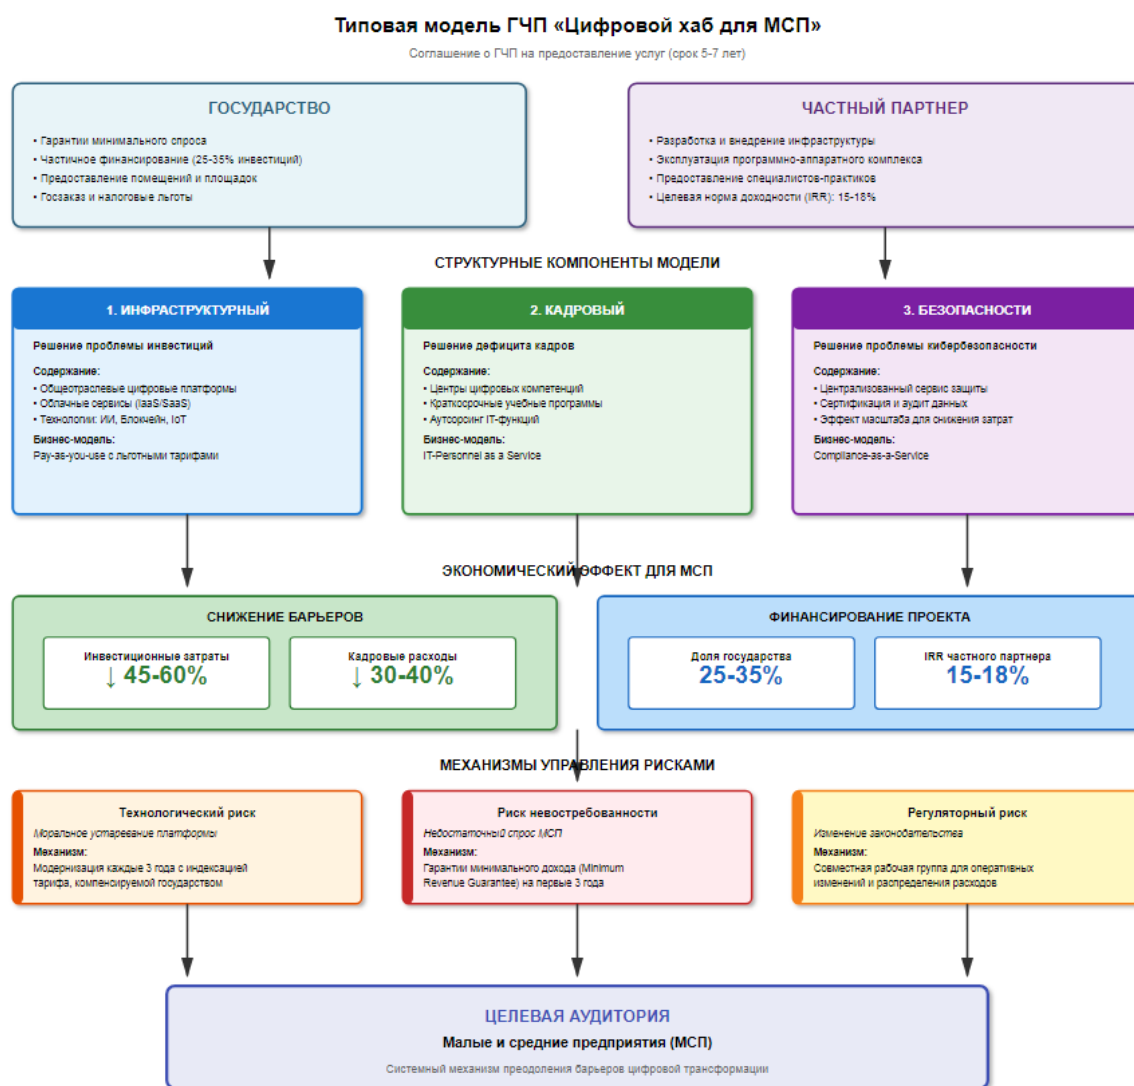 Типовая модель ГЧП «Цифровой хаб для МСП»
Соглашение о ГЧП на предоставление услуг (срок 5-7 лет)
ГОСУДАРСТВО
• Гарантии минимального спроса
• Частичное финансирование (25-35% инвестиций)
• Предоставление помещений и площадок
• Госзаказ и налоговые льготы
ЧАСТНЫЙ ПАРТНЕР
• Разработка и внедрение инфраструктуры
• Эксплуатация программно-аппаратного комплекса
• Предоставление специалистов-практиков
• Целевая норма доходности (IRR): 15-18%
СТРУКТУРНЫЕ КОМПОНЕНТЫ МОДЕЛИ
1. ИНФРАСТРУКТУРНЫЙ
Решение проблемы инвестиций
Содержание:
• Общеотраслевые цифровые платформы
• Облачные сервисы (IaaS/SaaS)
• Технологии: ИИ, Блокчейн, IoT
Бизнес-модель:
Pay-as-you-use с льготными тарифами
2. КАДРОВЫЙ
Решение дефицита кадров
Содержание:
• Центры цифровых компетенций
• Краткосрочные учебные программы
• Аутсорсинг IT-функций
Бизнес-модель:
IT-Personnel as a Service
3. БЕЗОПАСНОСТИ
Решение проблемы кибербезопасности
Содержание:
• Централизованный сервис защиты
• Сертификация и аудит данных
• Эффект масштаба для снижения затрат
Бизнес-модель:
Compliance-as-a-Service
ЭКОНОМИЧЕСКИЙ ЭФФЕКТ ДЛЯ МСП
СНИЖЕНИЕ БАРЬЕРОВ
Инвестиционные затраты
↓ 45-60%
Кадровые расходы
↓ 30-40%
ФИНАНСИРОВАНИЕ ПРОЕКТА
Доля государства
25-35%
IRR частного партнера
15-18%
МЕХАНИЗМЫ УПРАВЛЕНИЯ РИСКАМИ
Технологический риск
Моральное устаревание платформы
Механизм:
Модернизация каждые 3 года с индексацией
тарифа, компенсируемой государством
Риск невостребованности
Недостаточный спрос МСП
Механизм:
Гарантии минимального дохода (Minimum
Revenue Guarantee) на первые 3 года
Регуляторный риск
Изменение законодательства
Механизм:
Совместная рабочая группа для оперативных
изменений и распределения расходов
ЦЕЛЕВАЯ АУДИТОРИЯ
Малые и средние предприятия (МСП)
Системный механизм преодоления барьеров цифровой трансформации